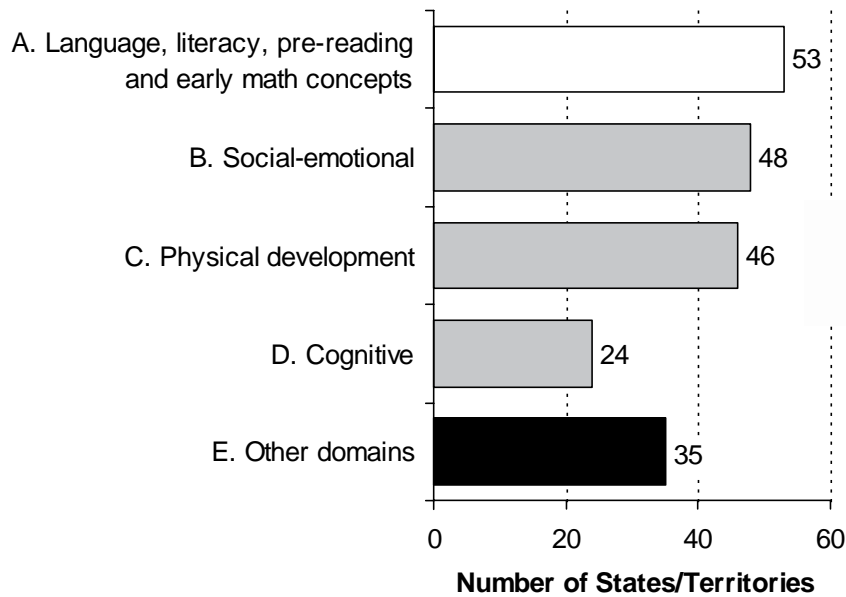 A. Language, literacy, pre-reading
and early math concepts
53
B. Social-emotional
48
C. Physical development
46
D. Cognitive
24
E. Other domains
35
0 20 40 60
Number of States/Territories